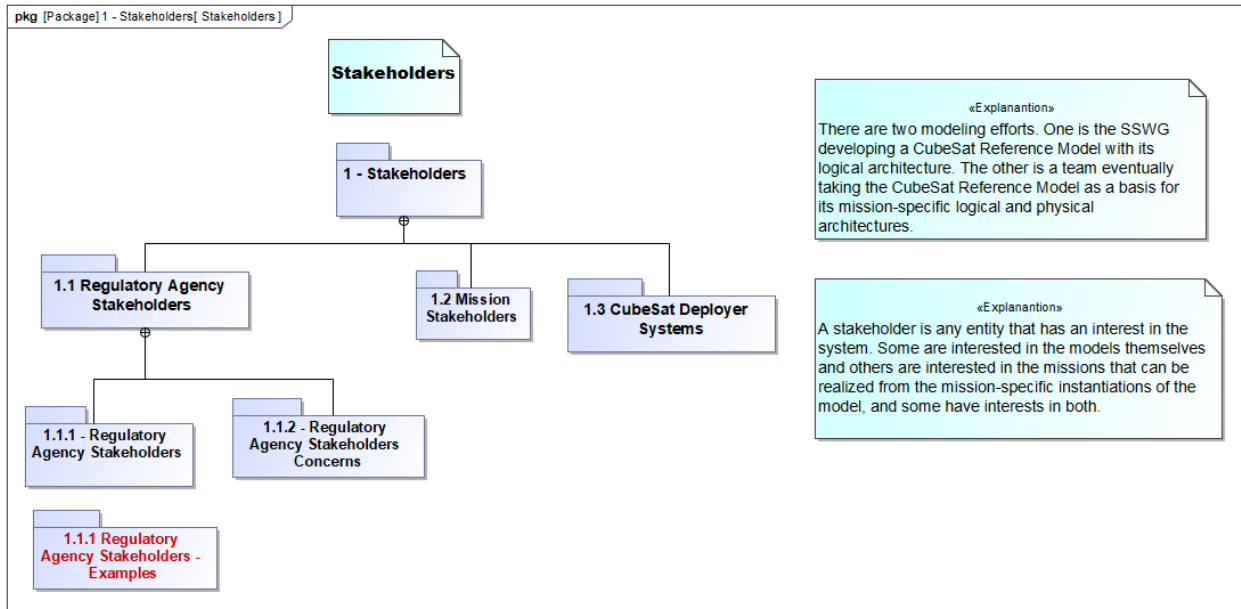 pkg [Package] 1 - Stakeholders[ Stakeholders ]
Stakeholders
1 - Stakeholders
1.1 Regulatory Agency
Stakeholders
1.2 Mission
Stakeholders
1.3 CubeSat Deployer
Systems
1.1.1 - Regulatory
Agency Stakeholders
1.1.2 - Regulatory
Agency Stakeholders
Concerns
1.1.1 Regulatory
Agency Stakeholders -
Examples
«Explanantion»
There are two modeling efforts. One is the SSWG
developing a CubeSat Reference Model with its
logical architecture. The other is a team eventually
taking the CubeSat Reference Model as a basis for
its mission-specific logical and physical
architectures.
«Explanantion»
A stakeholder is any entity that has an interest in the
system. Some are interested in the models themselves
and others are interested in the missions that can be
realized from the mission-specific instantiations of the
model, and some have interests in both.